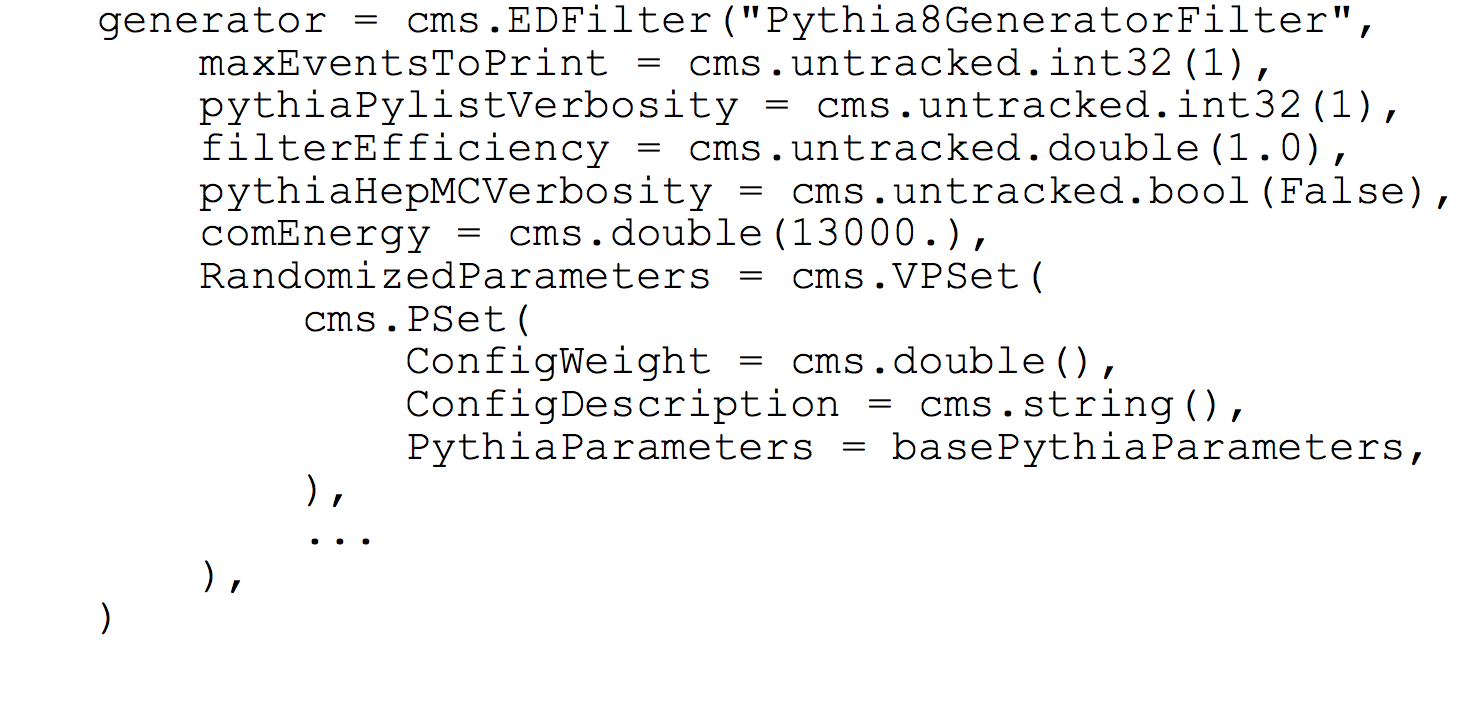 generator = cms.EDFilter("Pythia8GeneratorFilter",
    maxEventsToPrint = cms.untracked.int32(1),
    pythiaPylistVerbosity = cms.untracked.int32(1),
    filterEfficiency = cms.untracked.double(1.0),
    pythiaHepMCVerbosity = cms.untracked.bool(False),
    comEnergy = cms.double(13000.),
    RandomizedParameters = cms.VPSet(
        cms.PSet(
            ConfigWeight = cms.double(),
            ConfigDescription = cms.string(),
            PythiaParameters = basePythiaParameters,
        ),
        ...
    ),
)